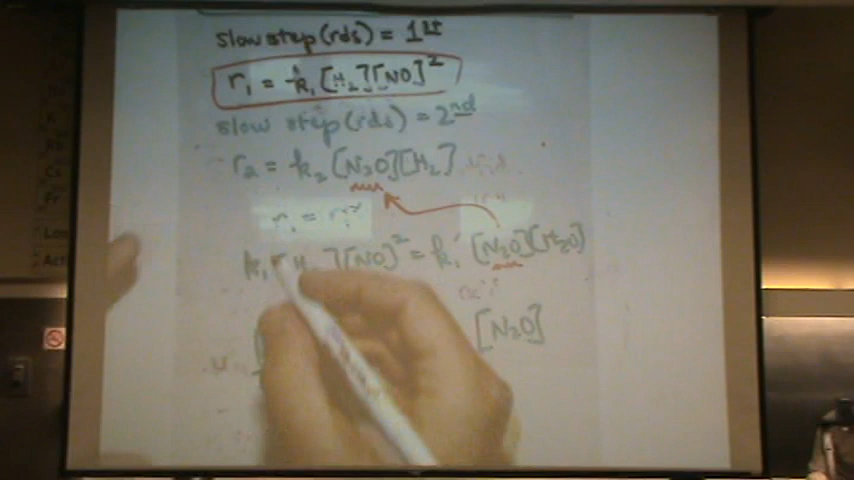 slow step (rds) = 1st
r₁ = k₁ [H₂][NO]²
slow step (rds) = 2nd
r₂ = k₂ [N₂O][H₂]
r₁ = r₁'
k₁ [H₂][NO]² = k₁' [N₂O][H₂O]
[N₂O]